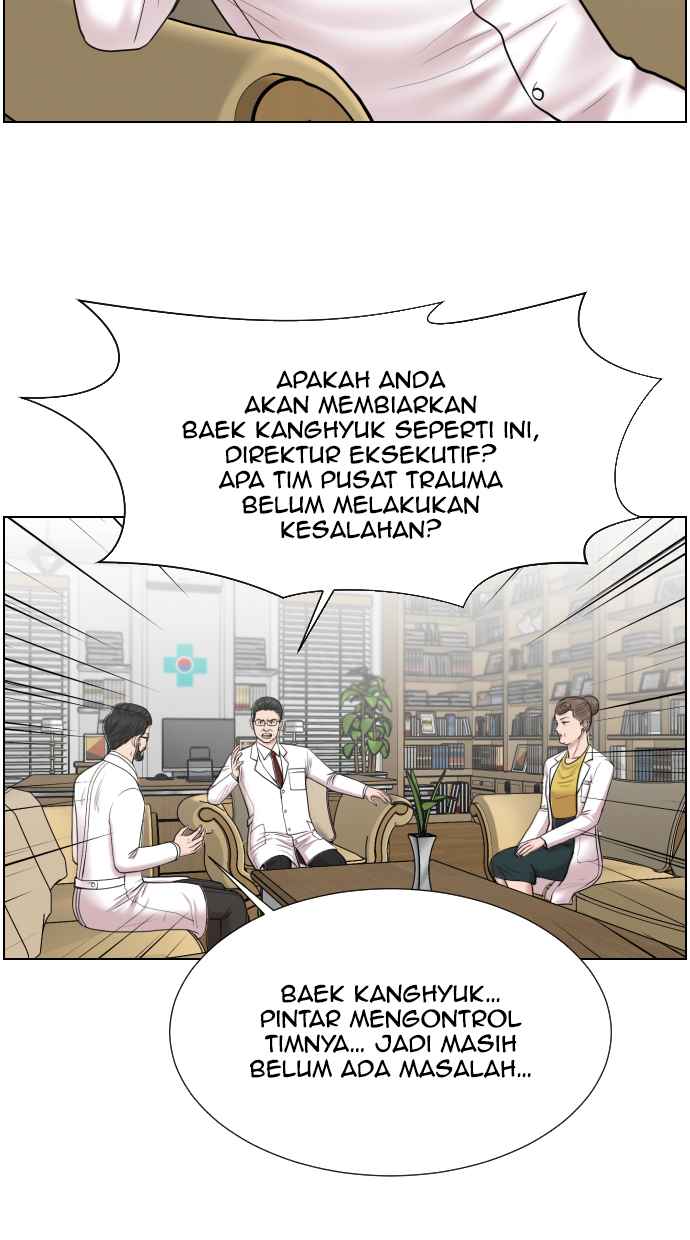 APAKAH ANDA
AKAN MEMBIARKAN
BAEK KANGHYUK SEPERTI INI,
DIREKTUR EKSEKUTIF?
APA TIM PUSAT TRAUMA
BELUM MELAKUKAN
KESALAHAN?
BAEK KANGHYUK...
PINTAR MENGONTROL
TIMNYA... JADI MASIH
BELUM ADA MASALAH...